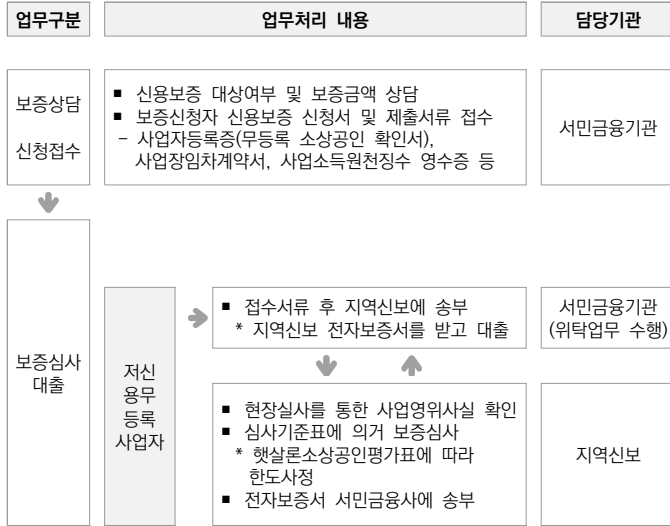 업무구분 업무처리 내용 담당기관
보증상담
신청접수
■ 신용보증 대상여부 및 보증금액 상담
■ 보증신청자 신용보증 신청서 및 제출서류 접수
- 사업자등록증(무등록 소상공인 확인서),
사업장임차계약서, 사업소득원천징수 영수증 등
서민금융기관
보증심사
대출
저신
용무
등록
사업자
■ 접수서류 후 지역신보에 송부
* 지역신보 전자보증서를 받고 대출
서민금융기관
(위탁업무 수행)
■ 현장실사를 통한 사업영위사실 확인
■ 심사기준표에 의거 보증심사
* 햇살론소상공인평가표에 따라
한도사정
■ 전자보증서 서민금융사에 송부
지역신보